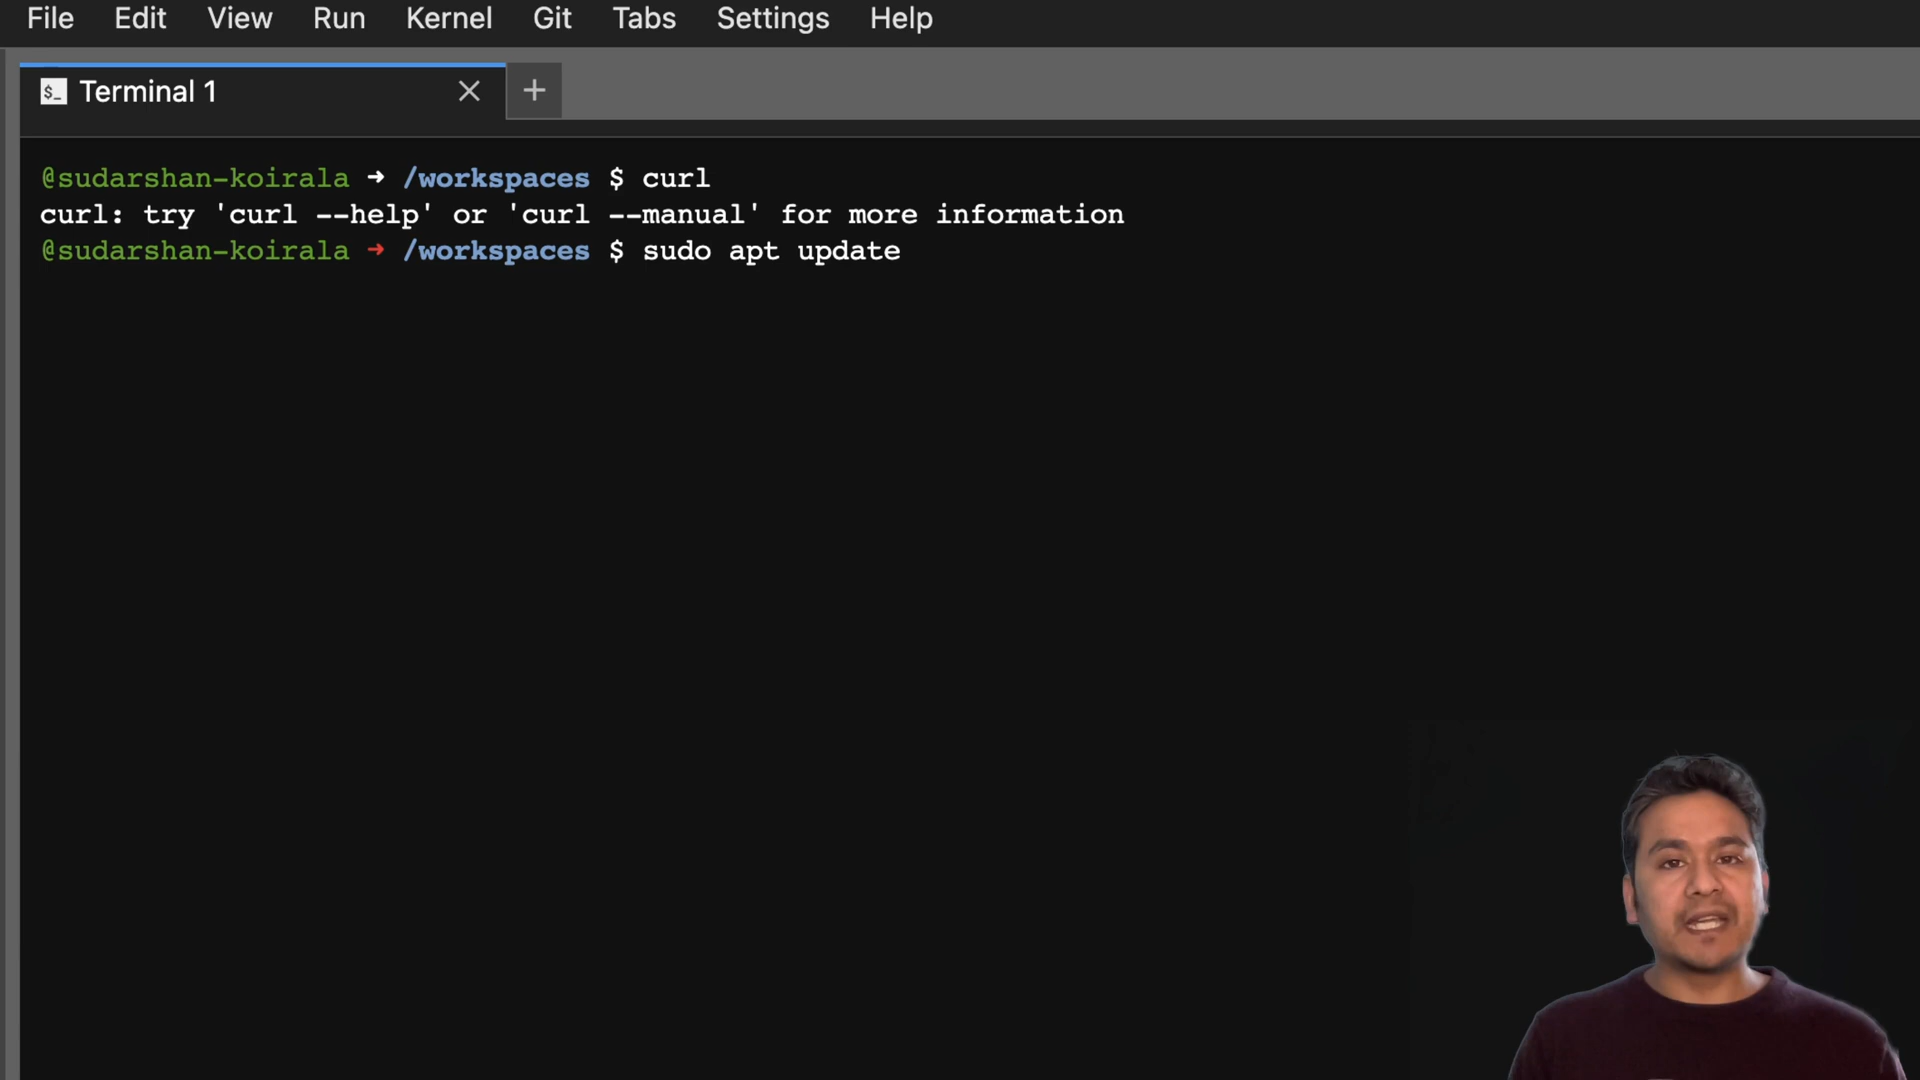 File Edit View Run Kernel Git Tabs Settings Help
$_ Terminal 1
@sudarshan-koirala ➜ /workspaces $ curl
curl: try 'curl --help' or 'curl --manual' for more information
@sudarshan-koirala ➜ /workspaces $ sudo apt update